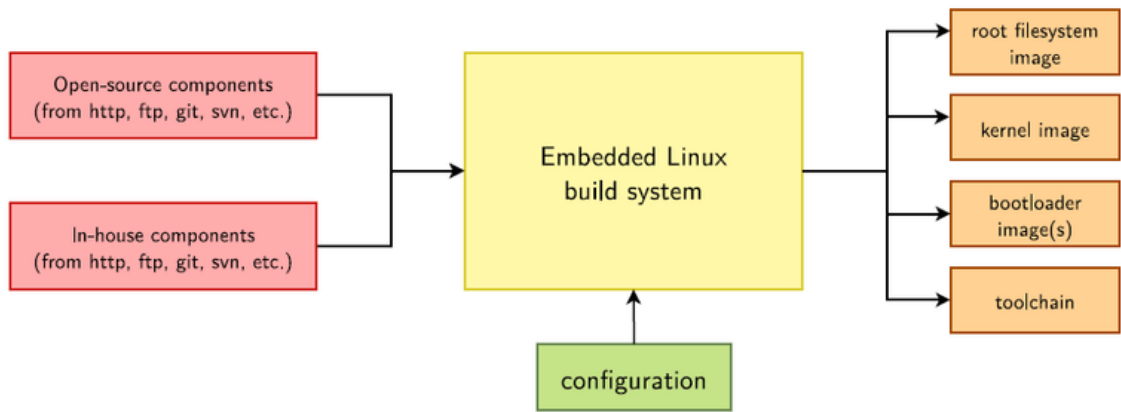 Open-source components
(from http, ftp, git, svn, etc.)
In-house components
(from http, ftp, git, svn, etc.)
Embedded Linux
build system
configuration
root filesystem
image
kernel image
bootloader
image(s)
toolchain